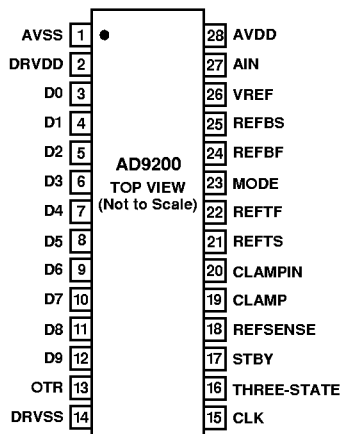 AVSS 1 28 AVDD
DRVDD 2 27 AIN
D0 3 26 VREF
D1 4 25 REFBS
D2 5 24 REFBF
D3 6 23 MODE
D4 7 22 REFTF
D5 8 21 REFTS
D6 9 20 CLAMPIN
D7 10 19 CLAMP
D8 11 18 REFSENSE
D9 12 17 STBY
OTR 13 16 THREE-STATE
DRVSS 14 15 CLK
AD9200
TOP VIEW
(Not to Scale)